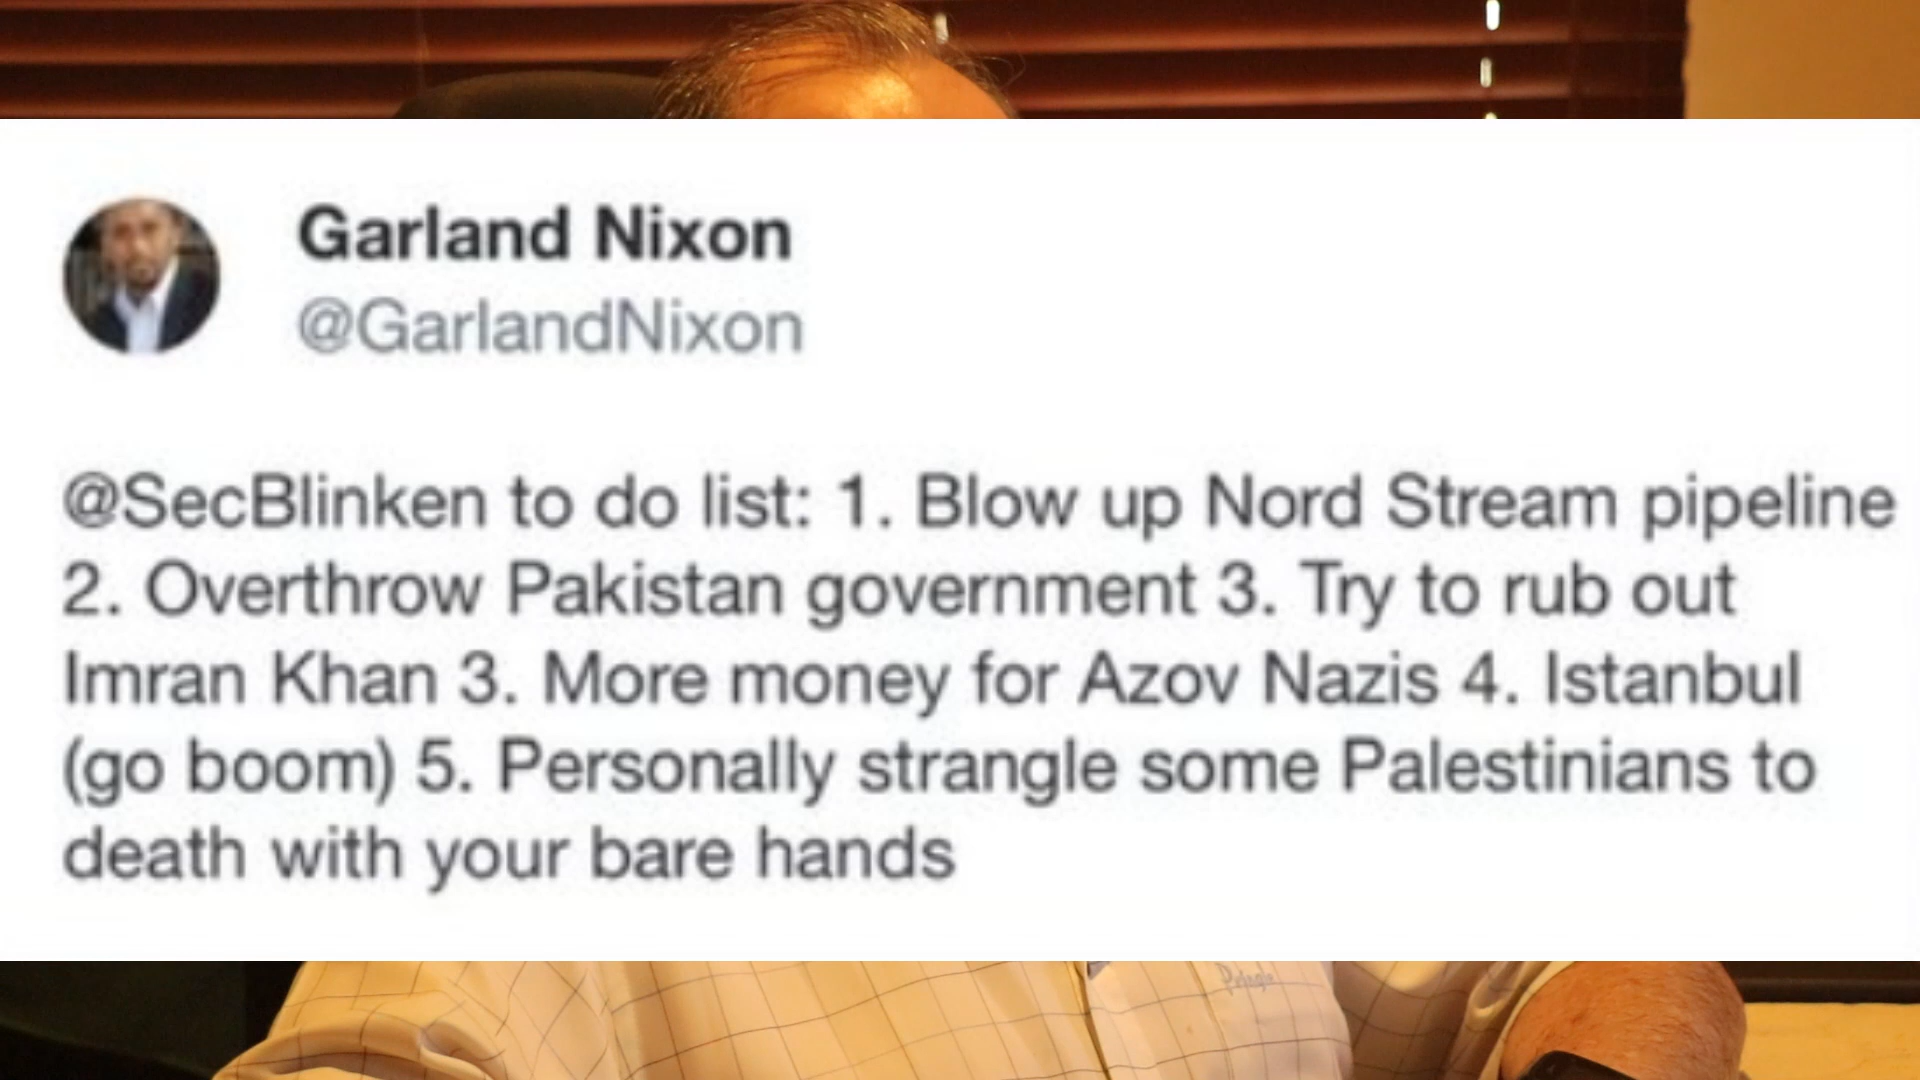 Garland Nixon
@GarlandNixon
@SecBlinken to do list: 1. Blow up Nord Stream pipeline
2. Overthrow Pakistan government 3. Try to rub out
Imran Khan 3. More money for Azov Nazis 4. Istanbul
(go boom) 5. Personally strangle some Palestinians to
death with your bare hands